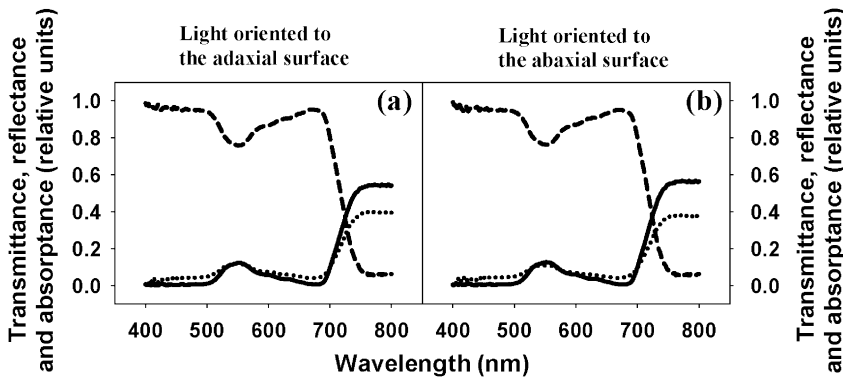 Light oriented to
the adaxial surface
Light oriented to
the abaxial surface
Transmittance, reflectance
and absorptance (relative units)
1.0
0.8
0.6
0.4
0.2
0.0
(a)
400 500 600 700 800
(b)
400 500 600 700 800
1.0
0.8
0.6
0.4
0.2
0.0
Transmittance, reflectance
and absorptance (relative units)
Wavelength (nm)